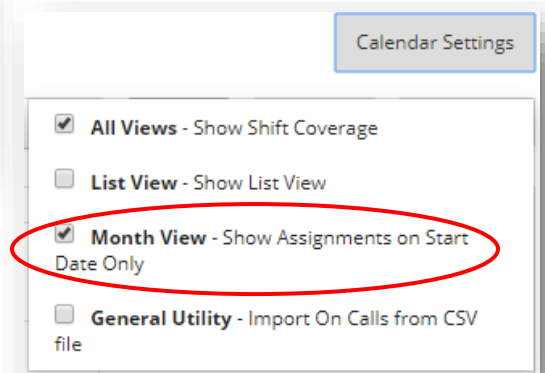 Calendar Settings
All Views - Show Shift Coverage
List View - Show List View
Month View - Show Assignments on Start
Date Only
General Utility - Import On Calls from CSV
file